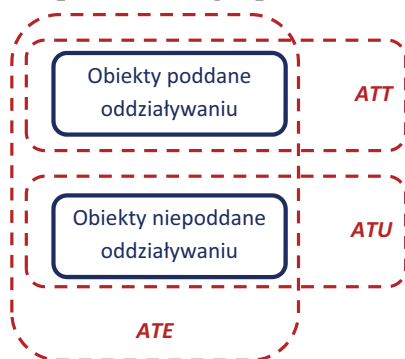 Obiekty poddane
oddziaływaniu
ATT
Obiekty niepoddane
oddziaływaniu
ATU
ATE